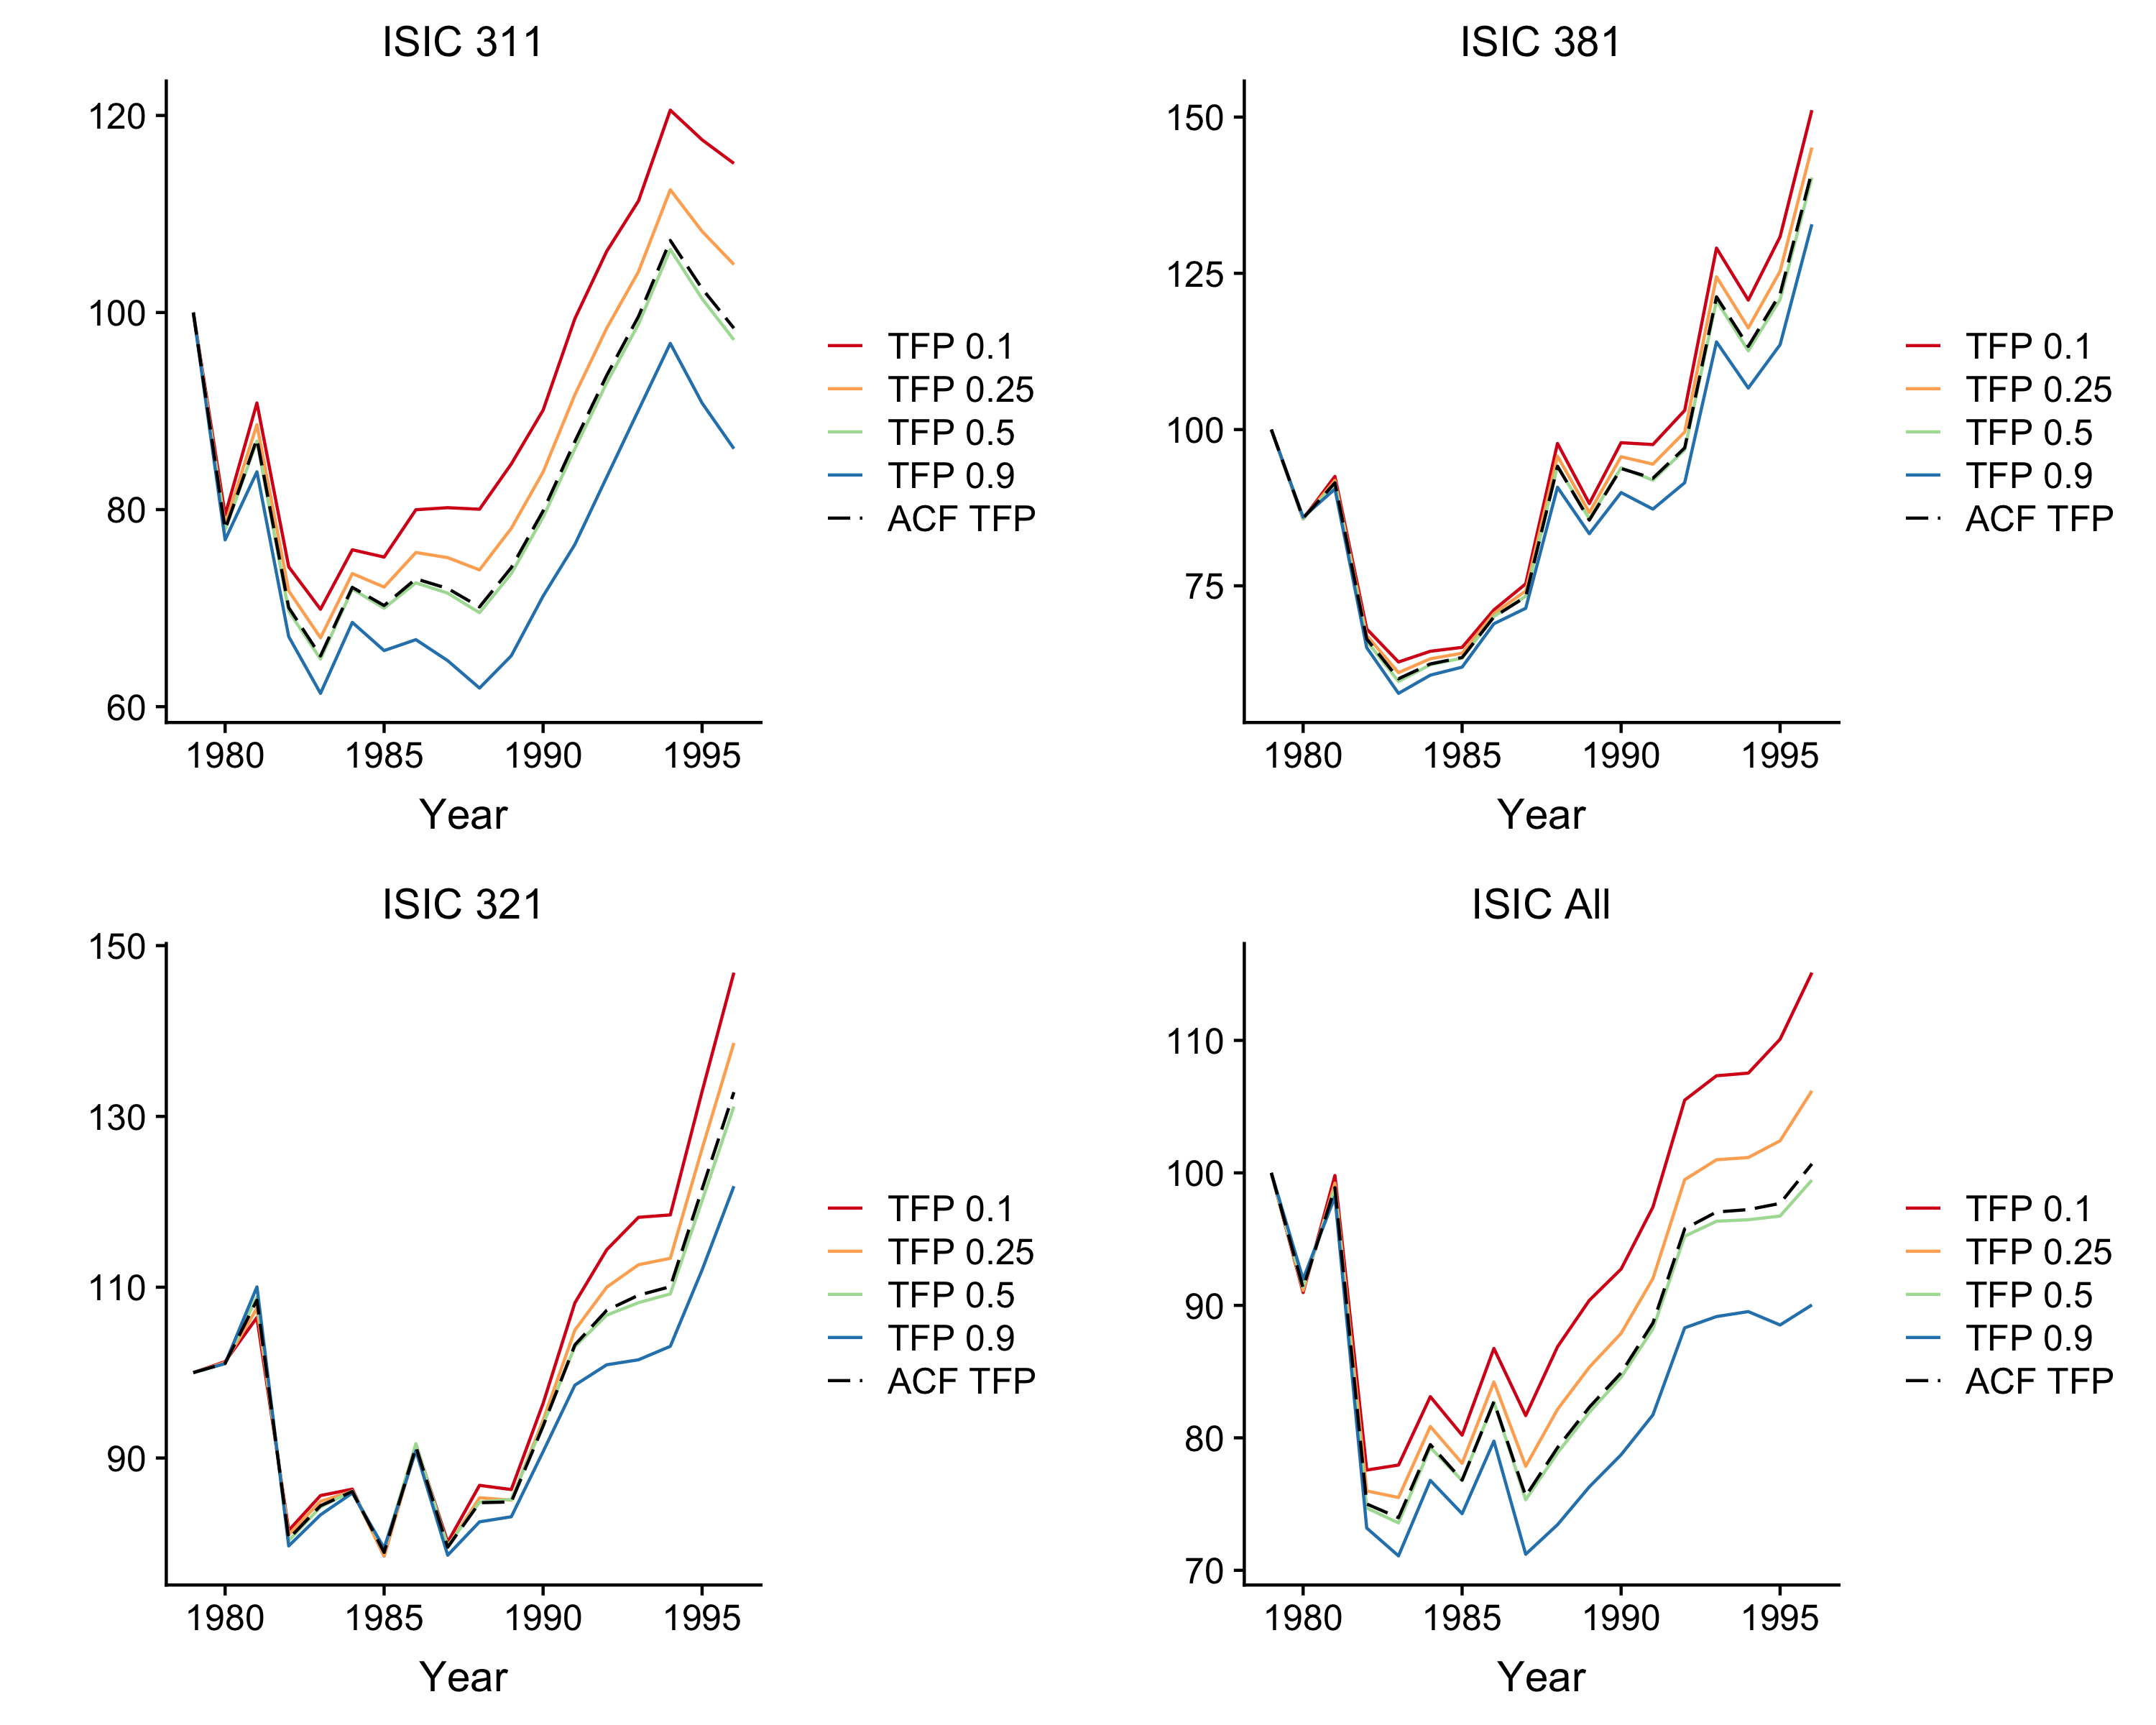 ISIC 311
120
100
80
60
1980 1985 1990 1995
Year
TFP 0.1
TFP 0.25
TFP 0.5
TFP 0.9
ACF TFP
ISIC 381
150
125
100
75
1980 1985 1990 1995
Year
TFP 0.1
TFP 0.25
TFP 0.5
TFP 0.9
ACF TFP
ISIC 321
150
130
110
90
1980 1985 1990 1995
Year
TFP 0.1
TFP 0.25
TFP 0.5
TFP 0.9
ACF TFP
ISIC All
110
100
90
80
70
1980 1985 1990 1995
Year
TFP 0.1
TFP 0.25
TFP 0.5
TFP 0.9
ACF TFP